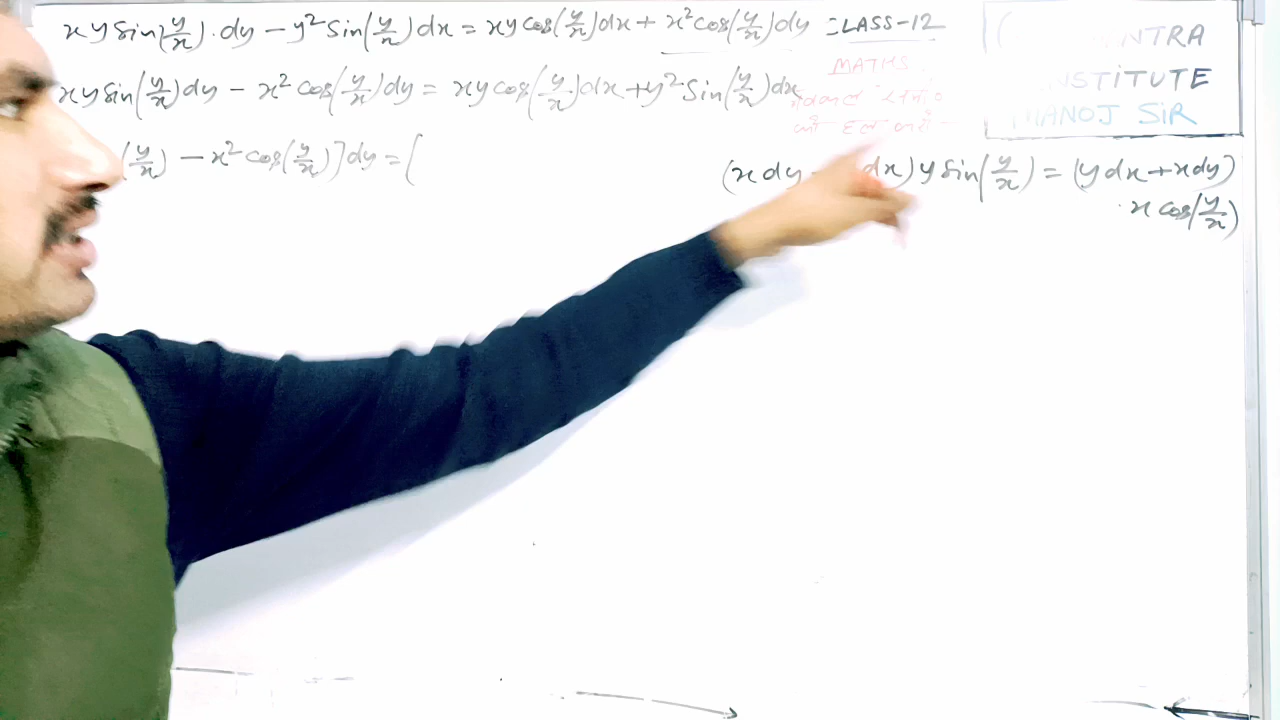 xy sin(y/x).dy - y² sin(y/x)dx = xy cos(y/x)dx + x² cos(y/x)dy
CLASS-12
MATHS
NTRA
NSTITUTE
MANOJ SIR
xy sin(y/x)dy - x² cos(y/x)dy = xy cos(y/x)dx + y² sin(y/x)dx
(y/x) - x² cos(y/x)]dy = [
(x dy - dx) y sin(y/x) = (y dx + x dy)
. x cos(y/x)